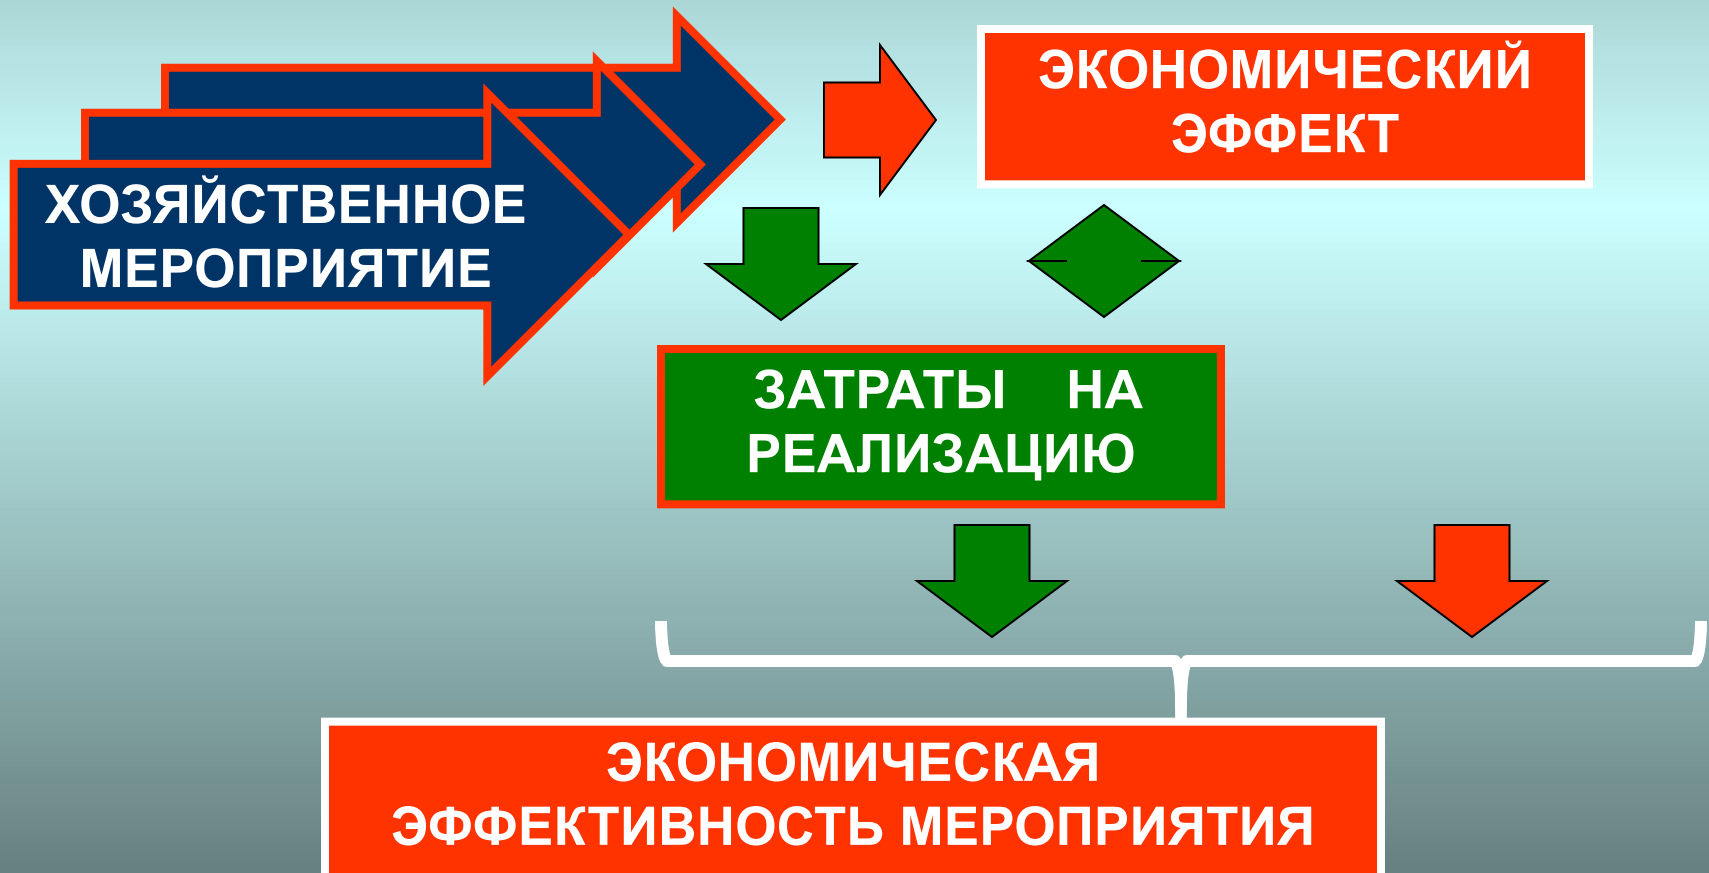 ХОЗЯЙСТВЕННОЕ
МЕРОПРИЯТИЕ
ЭКОНОМИЧЕСКИЙ
ЭФФЕКТ
ЗАТРАТЫ НА
РЕАЛИЗАЦИЮ
ЭКОНОМИЧЕСКАЯ
ЭФФЕКТИВНОСТЬ МЕРОПРИЯТИЯ